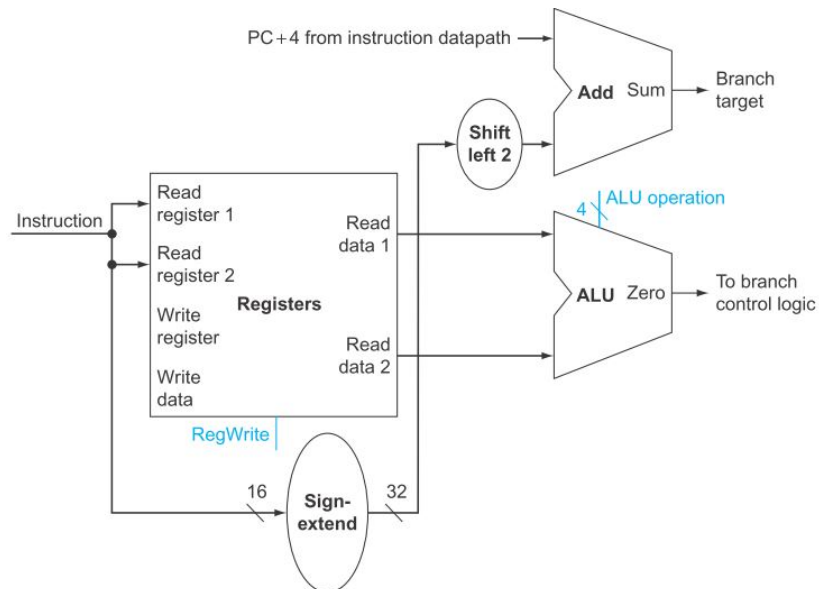 PC+4 from instruction datapath
Add Sum
Branch
target
Shift
left 2
Instruction
Read
register 1
Read
register 2
Write
register
Write
data
Registers
Read
data 1
Read
data 2
RegWrite
4
ALU operation
ALU Zero
To branch
control logic
16
Sign-
extend
32